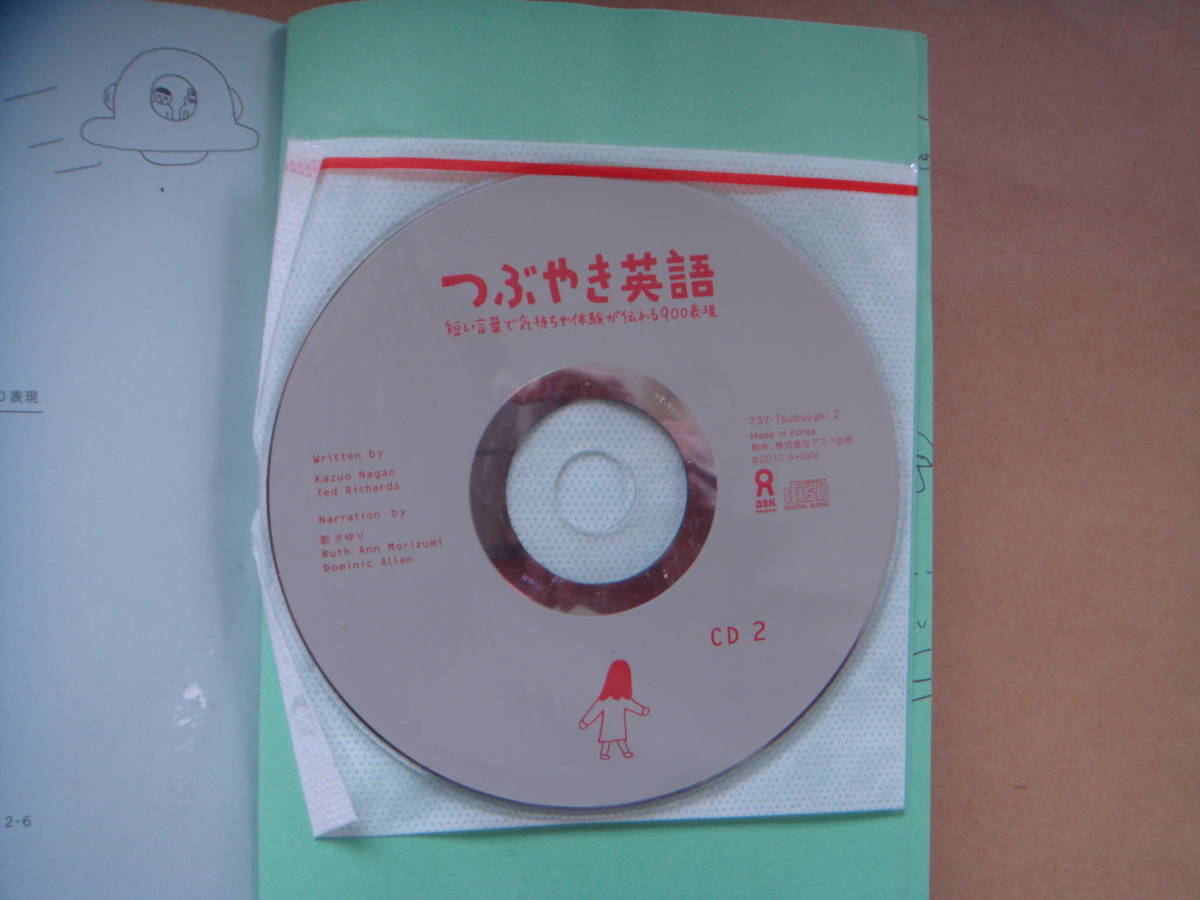 つぶやき英語
短い言葉で気持ちや体験が伝わる900表現
0表現
Written by
Kazuo Nagao
Ted Richards
Narration by
都さゆり
Ruth Ann Morizumi
Dominic Allen
737-Tsubuyaki 2
Made in Korea
制作 株式会社アスク出版
©2010 A+café
ask
COMPACT
disc
DIGITAL AUDIO
CD 2
2-6